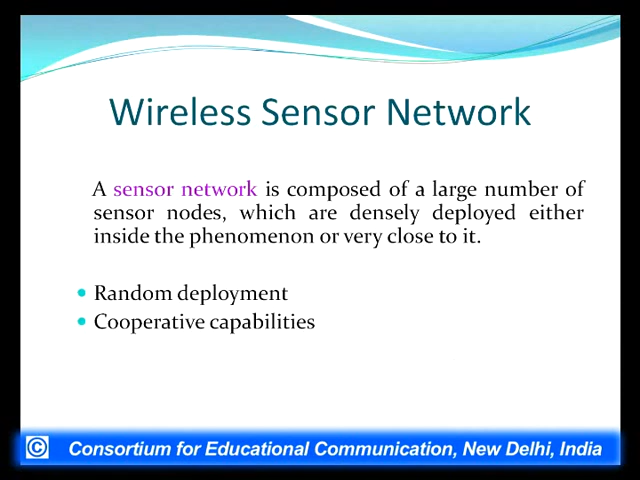 Wireless Sensor Network
A sensor network is composed of a large number of
sensor nodes, which are densely deployed either
inside the phenomenon or very close to it.
Random deployment
Cooperative capabilities
© Consortium for Educational Communication, New Delhi, India